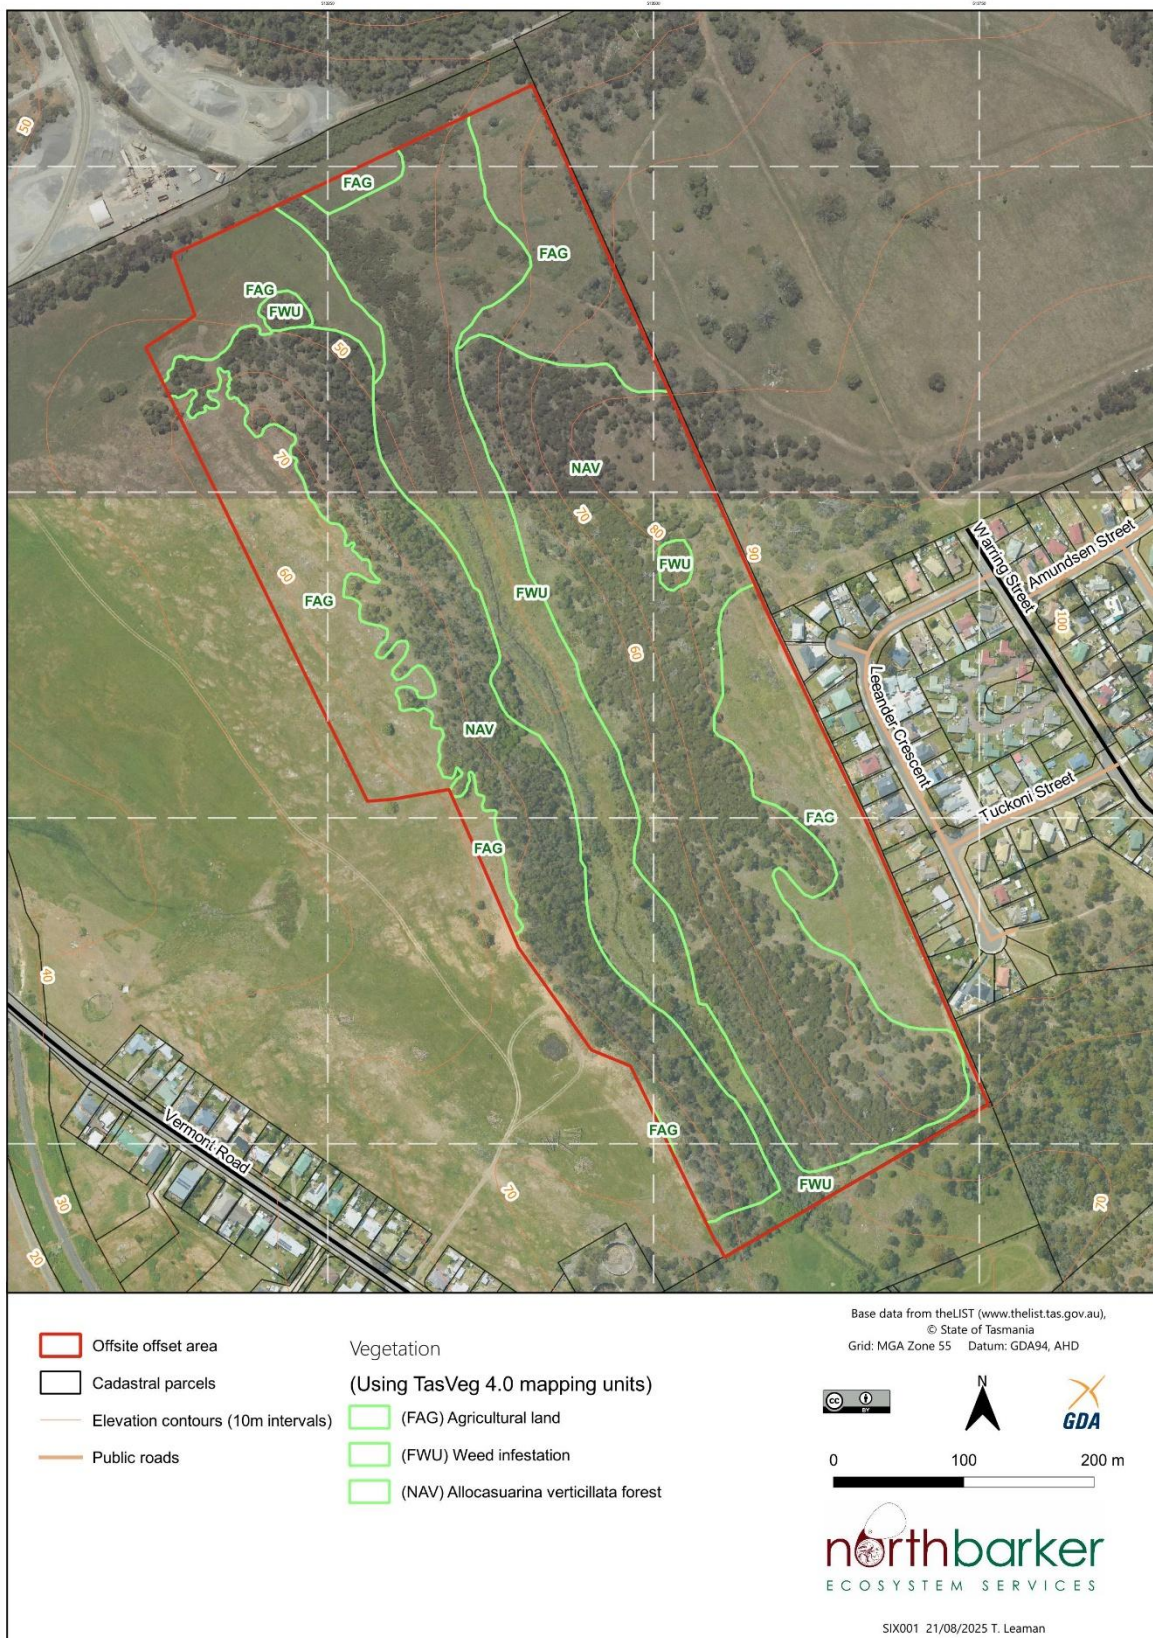 50
FAG
FAG
FAG
FWU
50
NAV
70
70
80
FWU
90
60
FAG
FWU
60
NAV
Warring Street
Amundsen Street
100
Leeander Crescent
Tuckoni Street
FAG
FAG
40
Vermont Road
30
20
70
FAG
FWU
70
Offsite offset area
Cadastral parcels
Elevation contours (10m intervals)
Public roads
Vegetation
(Using TasVeg 4.0 mapping units)
(FAG) Agricultural land
(FWU) Weed infestation
(NAV) Allocasuarina verticillata forest
Base data from theLIST (www.thelist.tas.gov.au),
© State of Tasmania
Grid: MGA Zone 55 Datum: GDA94, AHD
cc BY
N
GDA
0 100 200 m
northbarker
ECOSYSTEM SERVICES
SIX001 21/08/2025 T. Leaman